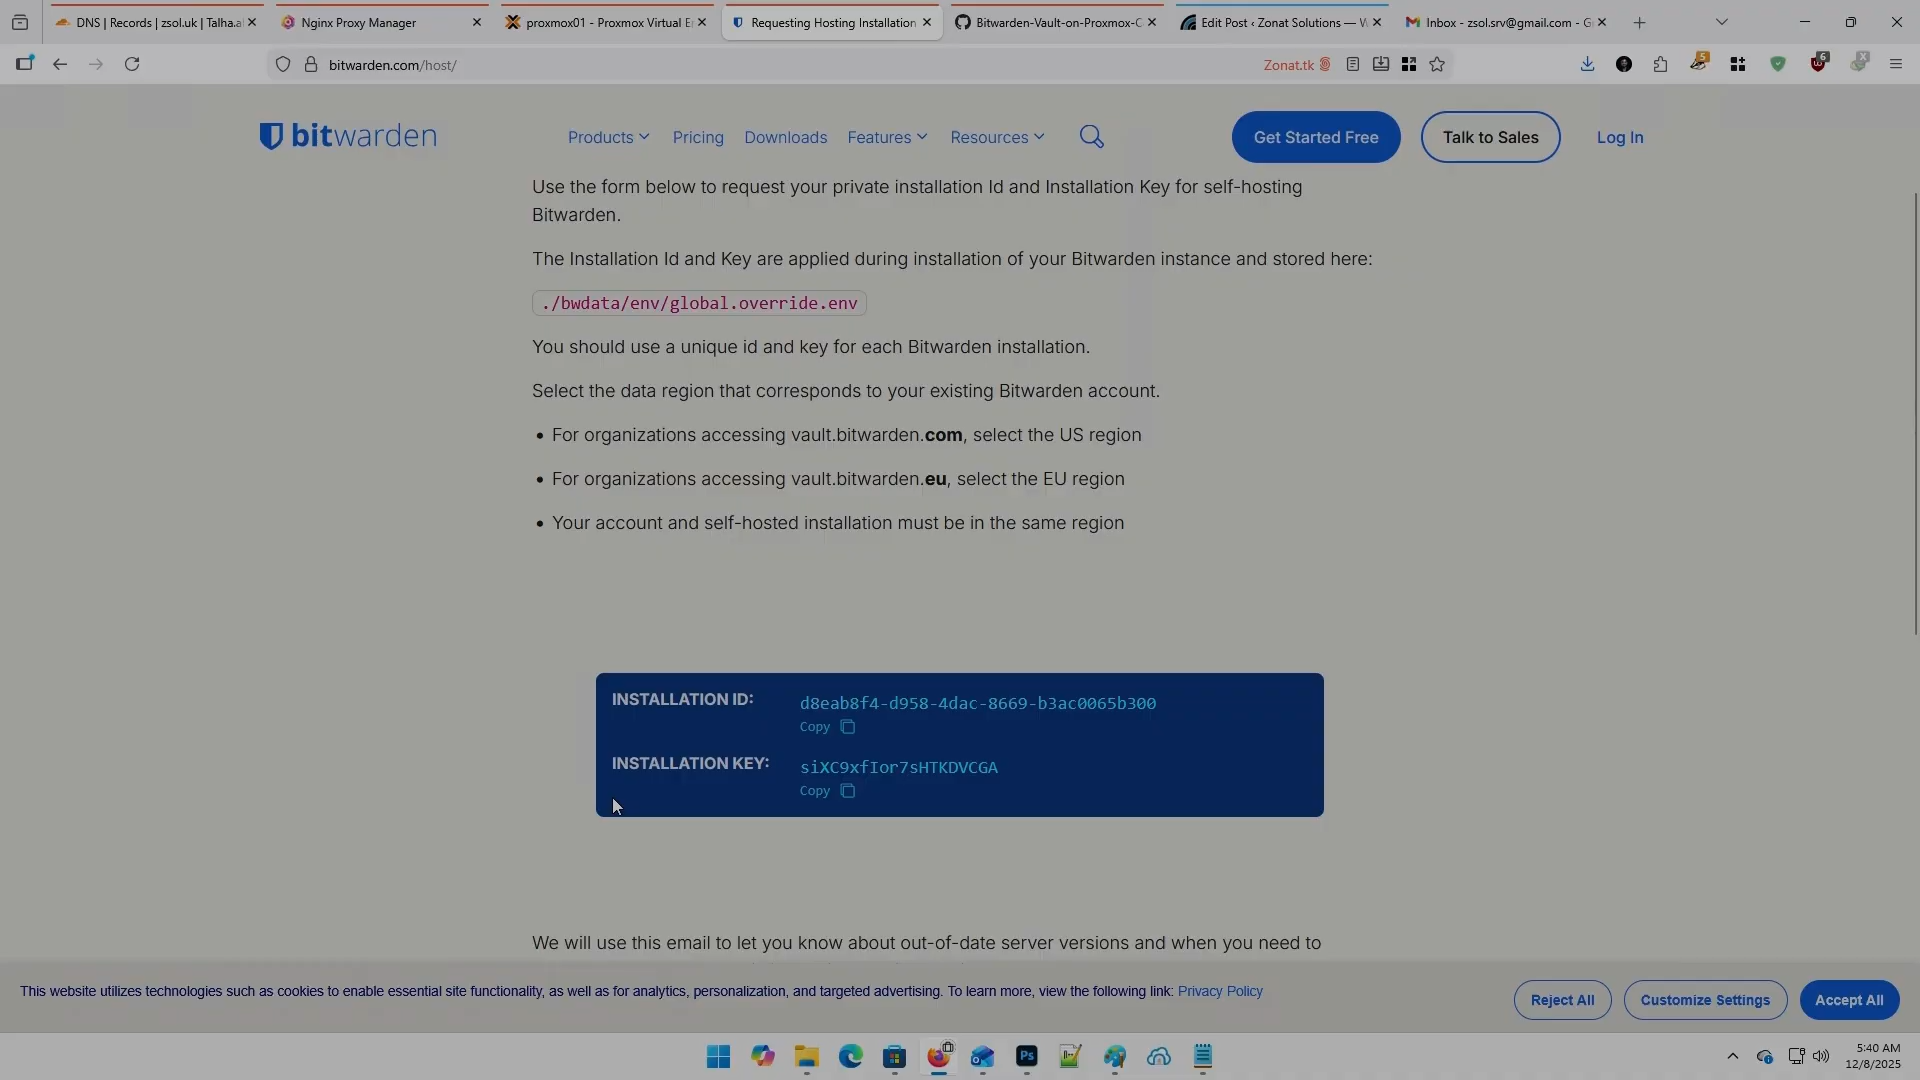 DNS | Records | zsol.uk | Talha.a
Nginx Proxy Manager
proxmox01 - Proxmox Virtual E
Requesting Hosting Installation
Bitwarden-Vault-on-Proxmox-C
Edit Post ‹ Zonat Solutions — W
Inbox - zsol.srv@gmail.com - G
bitwarden.com/host/
Zonat.tk
5
6
bitwarden
Products
Pricing
Downloads
Features
Resources
Get Started Free
Talk to Sales
Log In
Use the form below to request your private installation Id and Installation Key for self-hosting
Bitwarden.
The Installation Id and Key are applied during installation of your Bitwarden instance and stored here:
./bwdata/env/global.override.env
You should use a unique id and key for each Bitwarden installation.
Select the data region that corresponds to your existing Bitwarden account.
• For organizations accessing vault.bitwarden.com, select the US region
• For organizations accessing vault.bitwarden.eu, select the EU region
• Your account and self-hosted installation must be in the same region
INSTALLATION ID:
d8eab8f4-d958-4dac-8669-b3ac0065b300
Copy
INSTALLATION KEY:
siXC9xfIor7sHTKDVCGA
Copy
We will use this email to let you know about out-of-date server versions and when you need to
This website utilizes technologies such as cookies to enable essential site functionality, as well as for analytics, personalization, and targeted advertising. To learn more, view the following link: Privacy Policy
Reject All
Customize Settings
Accept All
Ps
5:40 AM
12/8/2025